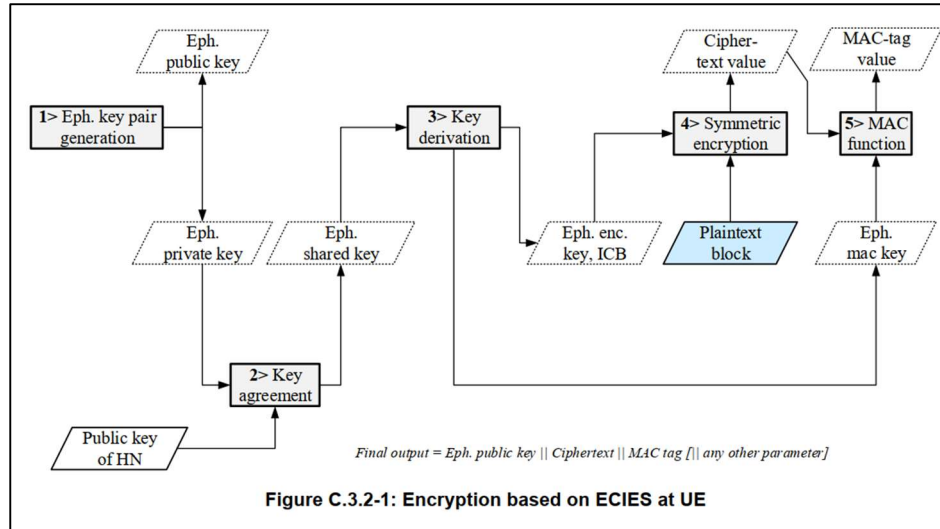 Eph.
public key
Cipher-
text value
MAC-tag
value
1> Eph. key pair
generation
3> Key
derivation
4> Symmetric
encryption
5> MAC
function
Eph.
private key
Eph.
shared key
Eph. enc.
key, ICB
Plaintext
block
Eph.
mac key
2> Key
agreement
Public key
of HN
Final output = Eph. public key || Ciphertext || MAC tag [|| any other parameter]
Figure C.3.2-1: Encryption based on ECIES at UE